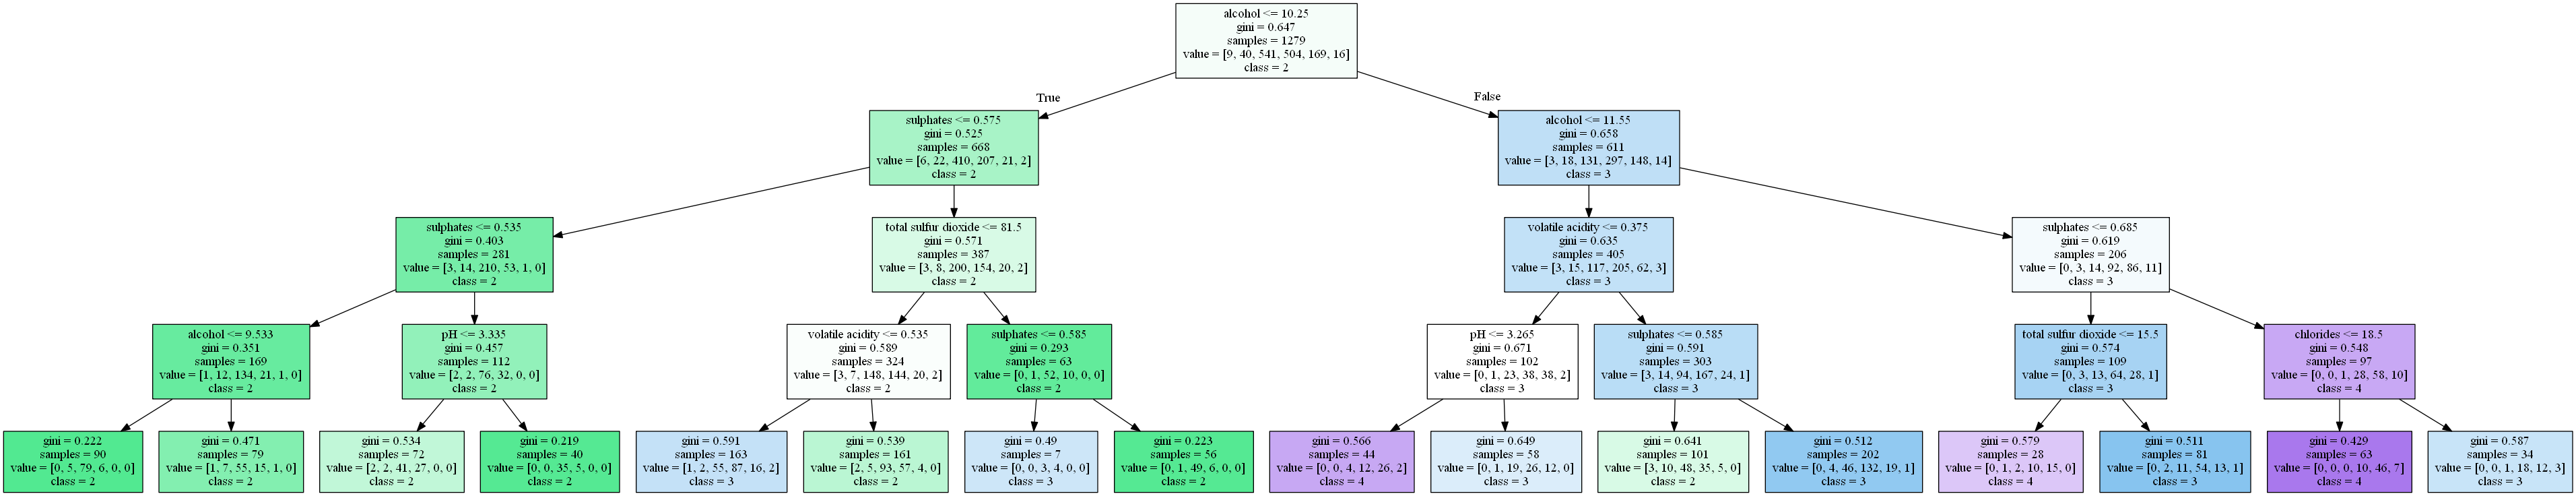 alcohol <= 10.25
gini = 0.647
samples = 1279
value = [9, 40, 541, 504, 169, 16]
class = 2
True
False
sulphates <= 0.575
gini = 0.525
samples = 668
value = [6, 22, 410, 207, 21, 2]
class = 2
alcohol <= 11.55
gini = 0.658
samples = 611
value = [3, 18, 131, 297, 148, 14]
class = 3
sulphates <= 0.535
gini = 0.403
samples = 281
value = [3, 14, 210, 53, 1, 0]
class = 2
total sulfur dioxide <= 81.5
gini = 0.571
samples = 387
value = [3, 8, 200, 154, 20, 2]
class = 2
volatile acidity <= 0.375
gini = 0.635
samples = 405
value = [3, 15, 117, 205, 62, 3]
class = 3
sulphates <= 0.685
gini = 0.619
samples = 206
value = [0, 3, 14, 92, 86, 11]
class = 3
alcohol <= 9.533
gini = 0.351
samples = 169
value = [1, 12, 134, 21, 1, 0]
class = 2
pH <= 3.335
gini = 0.457
samples = 112
value = [2, 2, 76, 32, 0, 0]
class = 2
volatile acidity <= 0.535
gini = 0.589
samples = 324
value = [3, 7, 148, 144, 20, 2]
class = 2
sulphates <= 0.585
gini = 0.293
samples = 63
value = [0, 1, 52, 10, 0, 0]
class = 2
pH <= 3.265
gini = 0.671
samples = 102
value = [0, 1, 23, 38, 38, 2]
class = 3
sulphates <= 0.585
gini = 0.591
samples = 303
value = [3, 14, 94, 167, 24, 1]
class = 3
total sulfur dioxide <= 15.5
gini = 0.574
samples = 109
value = [0, 3, 13, 64, 28, 1]
class = 3
chlorides <= 18.5
gini = 0.548
samples = 97
value = [0, 0, 1, 28, 58, 10]
class = 4
gini = 0.222
samples = 90
value = [0, 5, 79, 6, 0, 0]
class = 2
gini = 0.471
samples = 79
value = [1, 7, 55, 15, 1, 0]
class = 2
gini = 0.534
samples = 72
value = [2, 2, 41, 27, 0, 0]
class = 2
gini = 0.219
samples = 40
value = [0, 0, 35, 5, 0, 0]
class = 2
gini = 0.591
samples = 163
value = [1, 2, 55, 87, 16, 2]
class = 3
gini = 0.539
samples = 161
value = [2, 5, 93, 57, 4, 0]
class = 2
gini = 0.49
samples = 7
value = [0, 0, 3, 4, 0, 0]
class = 3
gini = 0.223
samples = 56
value = [0, 1, 49, 6, 0, 0]
class = 2
gini = 0.566
samples = 44
value = [0, 0, 4, 12, 26, 2]
class = 4
gini = 0.649
samples = 58
value = [0, 1, 19, 26, 12, 0]
class = 3
gini = 0.641
samples = 101
value = [3, 10, 48, 35, 5, 0]
class = 2
gini = 0.512
samples = 202
value = [0, 4, 46, 132, 19, 1]
class = 3
gini = 0.579
samples = 28
value = [0, 1, 2, 10, 15, 0]
class = 4
gini = 0.511
samples = 81
value = [0, 2, 11, 54, 13, 1]
class = 3
gini = 0.429
samples = 63
value = [0, 0, 0, 10, 46, 7]
class = 4
gini = 0.587
samples = 34
value = [0, 0, 1, 18, 12, 3]
class = 3